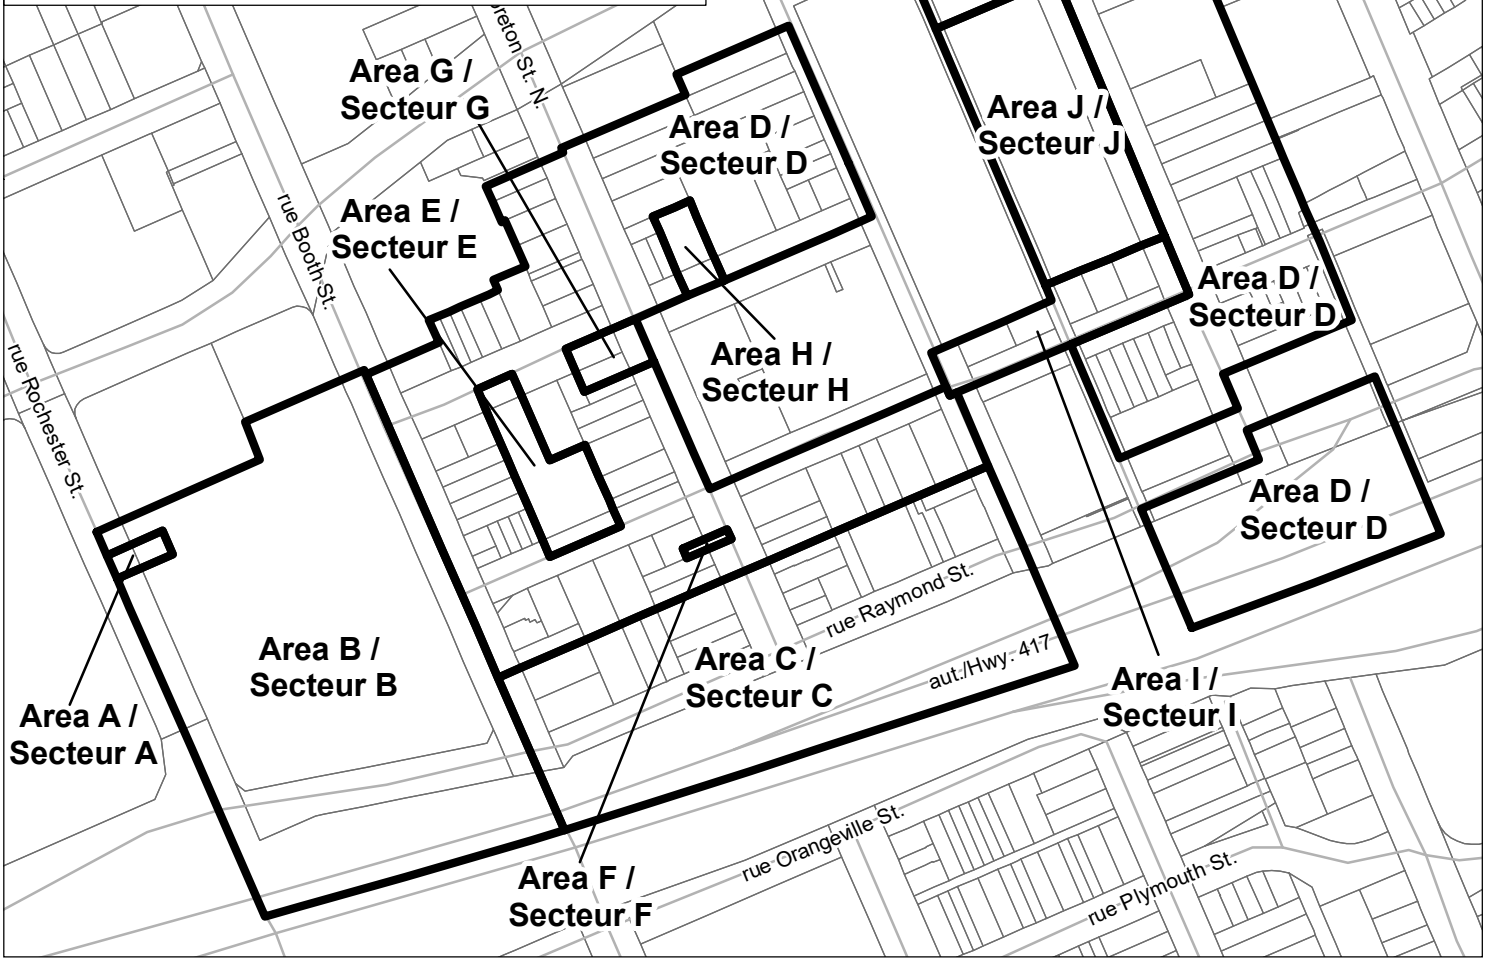 reton St. N.
Area G /
Secteur G
Area D /
Secteur D
Area J /
Secteur J
rue Booth St.
Area E /
Secteur E
Area D /
Secteur D
rue Rochester St.
Area H /
Secteur H
Area D /
Secteur D
rue Raymond St.
aut./Hwy. 417
Area B /
Secteur B
Area C /
Secteur C
Area I /
Secteur I
Area A /
Secteur A
rue Orangeville St.
Area F /
Secteur F
rue Plymouth St.